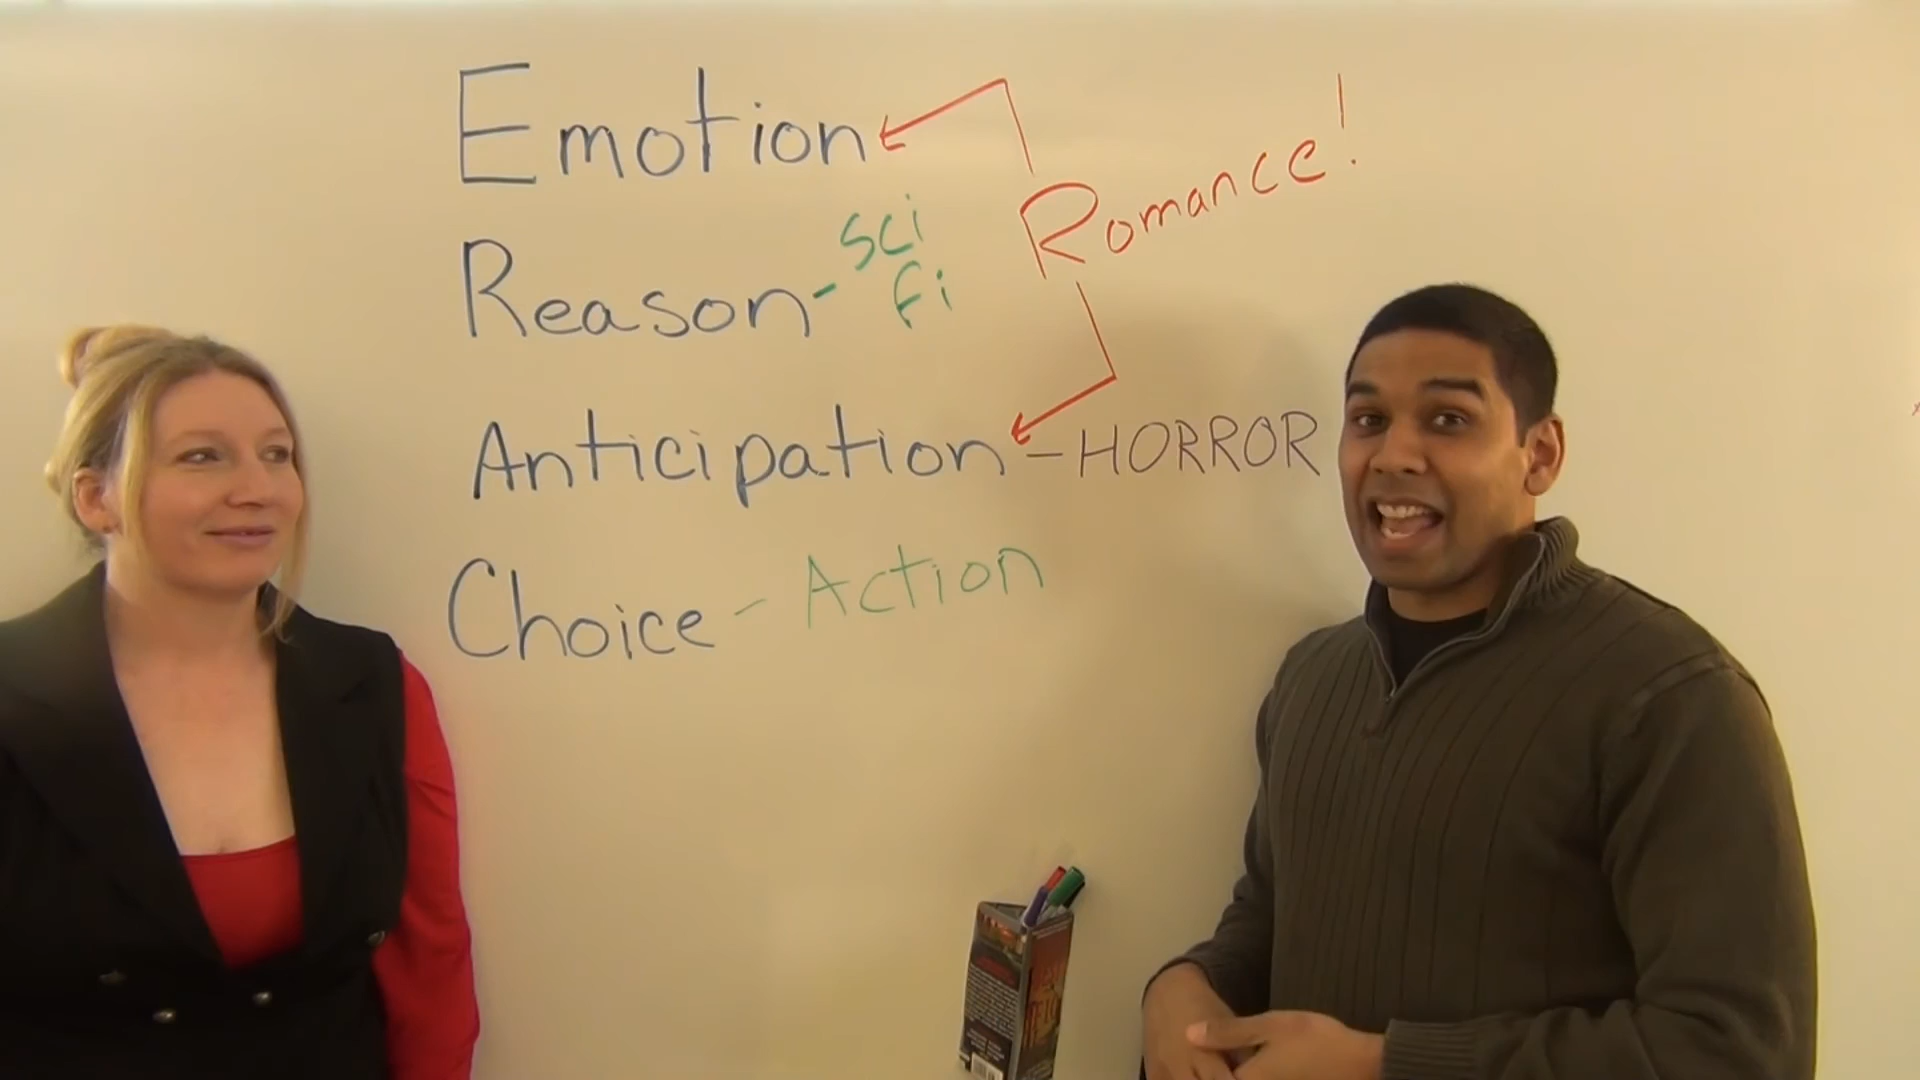 Emotion
Romance!
Reason - sci
fi
Anticipation - HORROR
Choice - Action